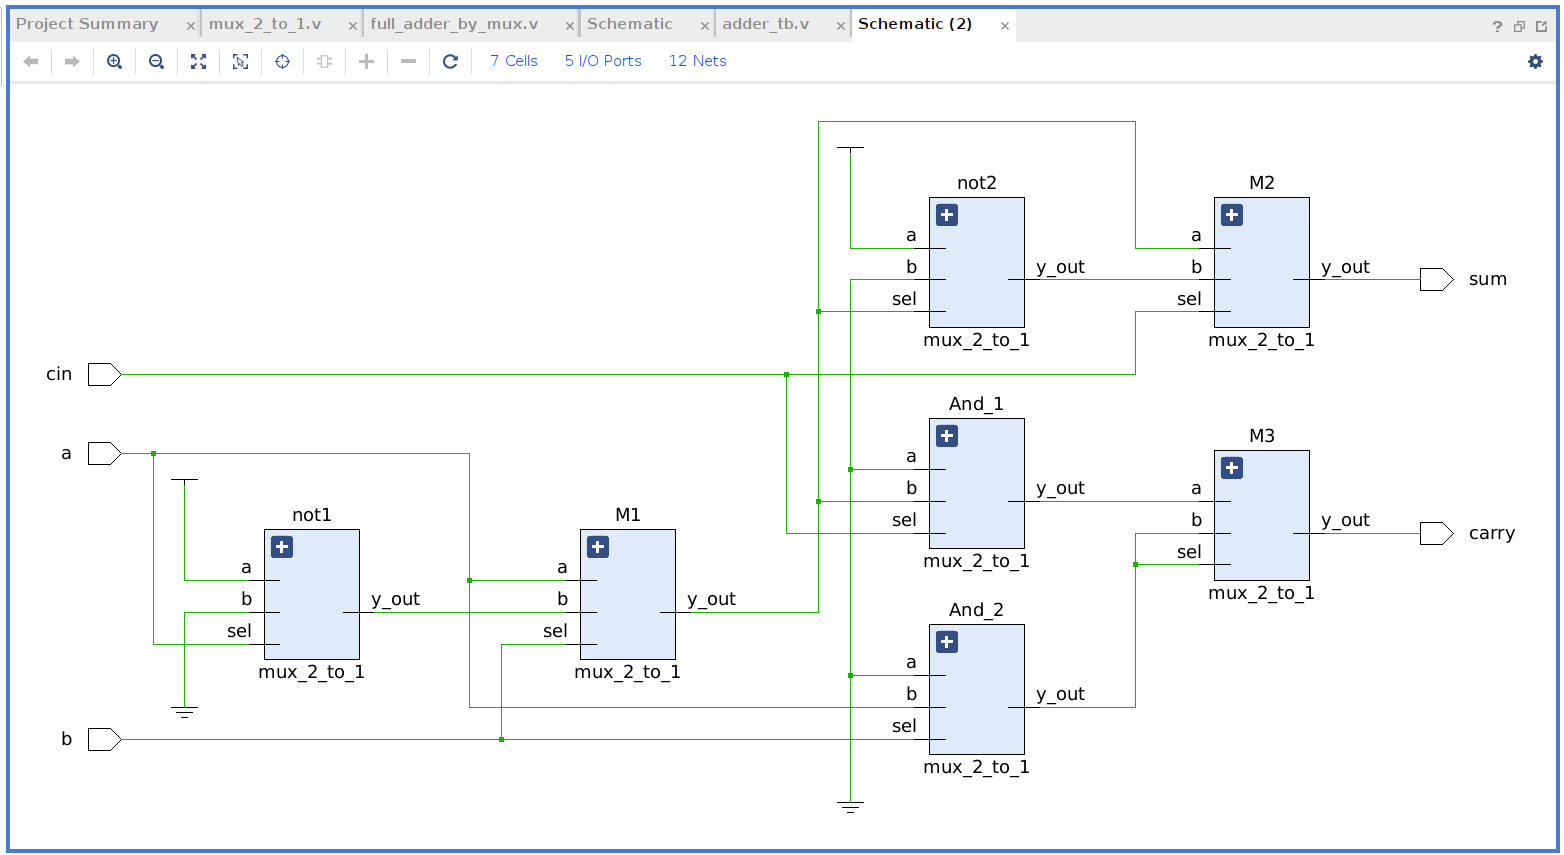 Project Summary × mux_2_to_1.v × full_adder_by_mux.v × Schematic × adder_tb.v × Schematic (2) × ?
7 Cells 5 I/O Ports 12 Nets
not2 M2
a a
b y_out b y_out sum
sel sel
mux_2_to_1 mux_2_to_1
cin
And_1
M3
a
a
b y_out a
b y_out carry
sel
sel
mux_2_to_1
mux_2_to_1
a
not1 M1
a a
b y_out b y_out
sel sel
mux_2_to_1 mux_2_to_1
And_2
a
b y_out
sel
mux_2_to_1
b